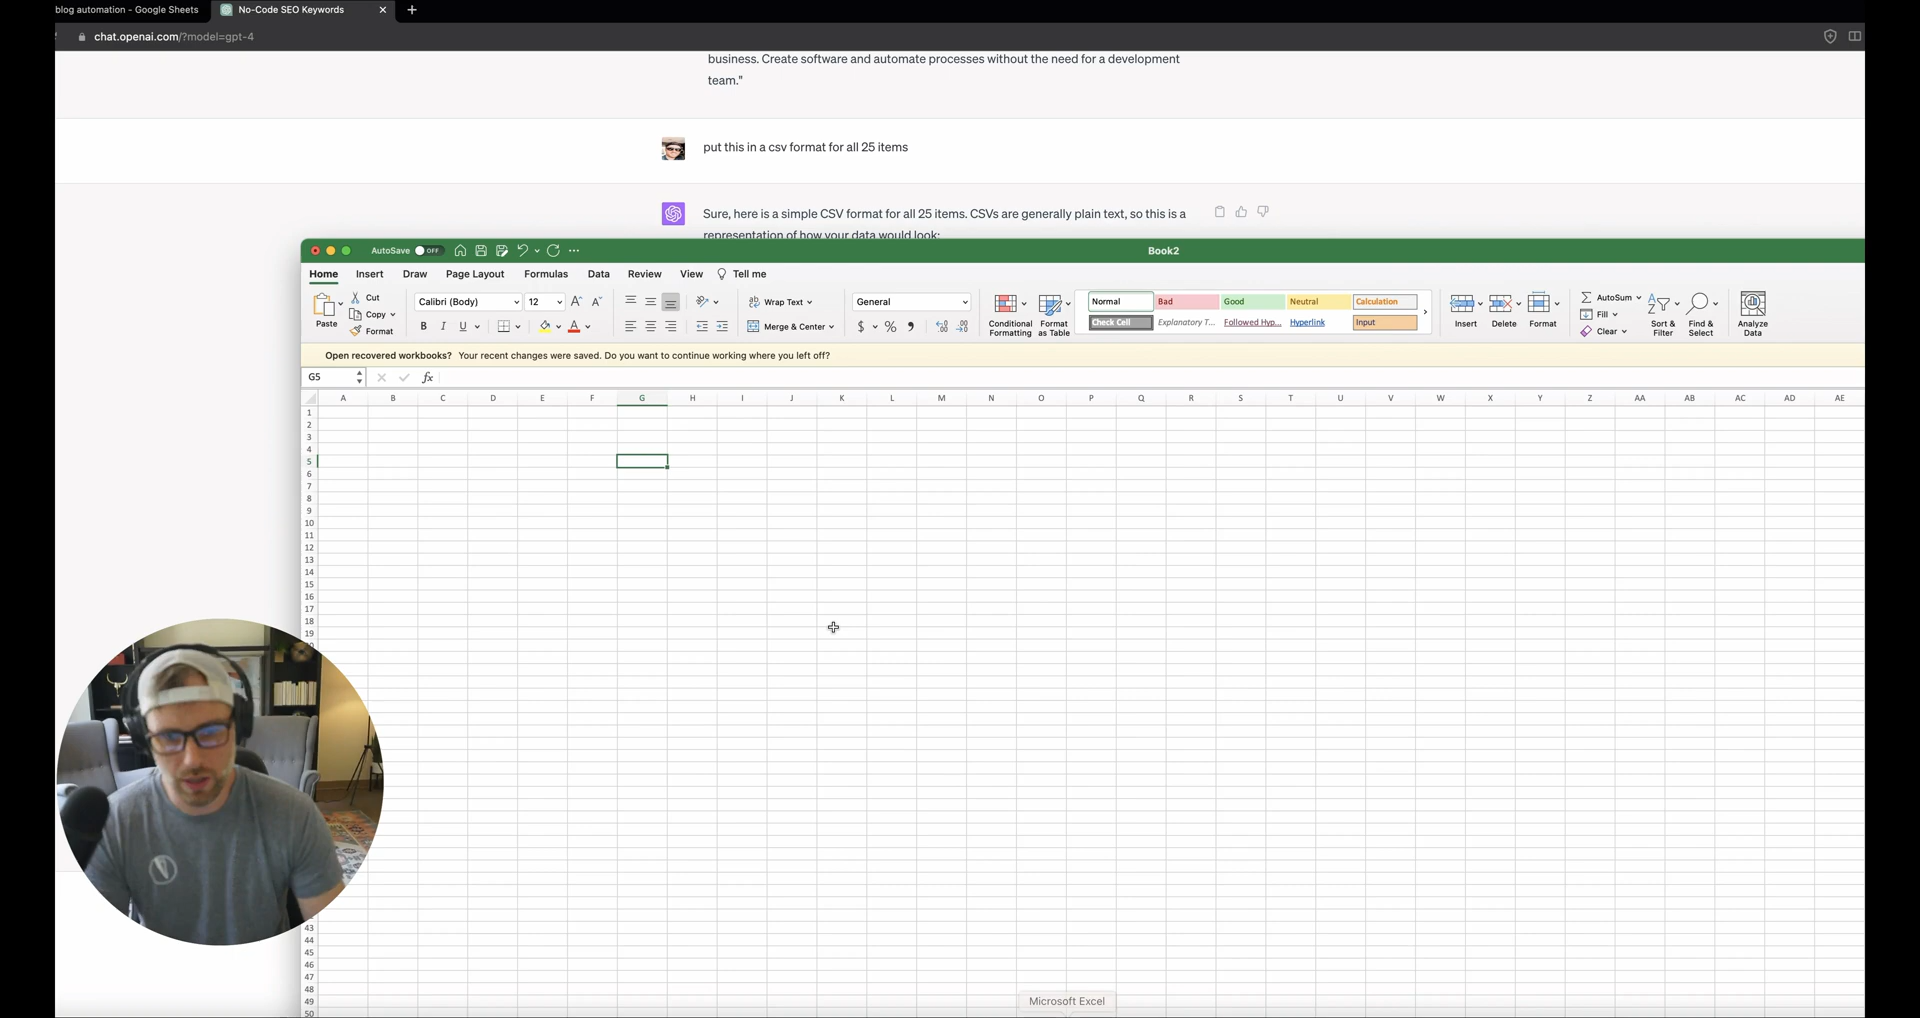 blog automation - Google Sheets
No-Code SEO Keywords
chat.openai.com/?model=gpt-4
business. Create software and automate processes without the need for a development
team."
put this in a csv format for all 25 items
Sure, here is a simple CSV format for all 25 items. CSVs are generally plain text, so this is a
representation of how your data would look:
AutoSave OFF
Book2
Home Insert Draw Page Layout Formulas Data Review View Tell me
Paste
Cut
Copy
Format
Calibri (Body) 12
B I U
Wrap Text
Merge & Center
General
$ %
Conditional
Formatting
Format
as Table
Normal Bad Good Neutral Calculation
Check Cell Explanatory T... Followed Hyp... Hyperlink Input
Insert
Delete
Format
AutoSum
Fill
Clear
Sort &
Filter
Find &
Select
Analyze
Data
Open recovered workbooks? Your recent changes were saved. Do you want to continue working where you left off?
G5
fx
A B C D E F G H I J K L M N O P Q R S T U V W X Y Z AA AB AC AD AE
1
2
3
4
5
6
7
8
9
10
11
12
13
14
15
16
17
18
19
43
44
45
46
47
48
49
50
Microsoft Excel